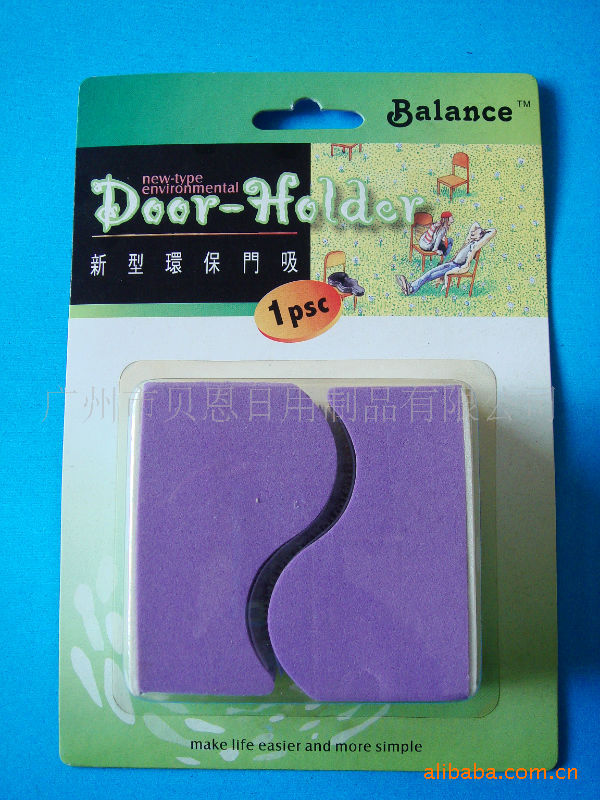 Balance™
new-type
environmental
Door-Holder
新型環保門吸
1psc
广州市贝恩日用制品有限公司
make life easier and more simple
alibaba.com.cn